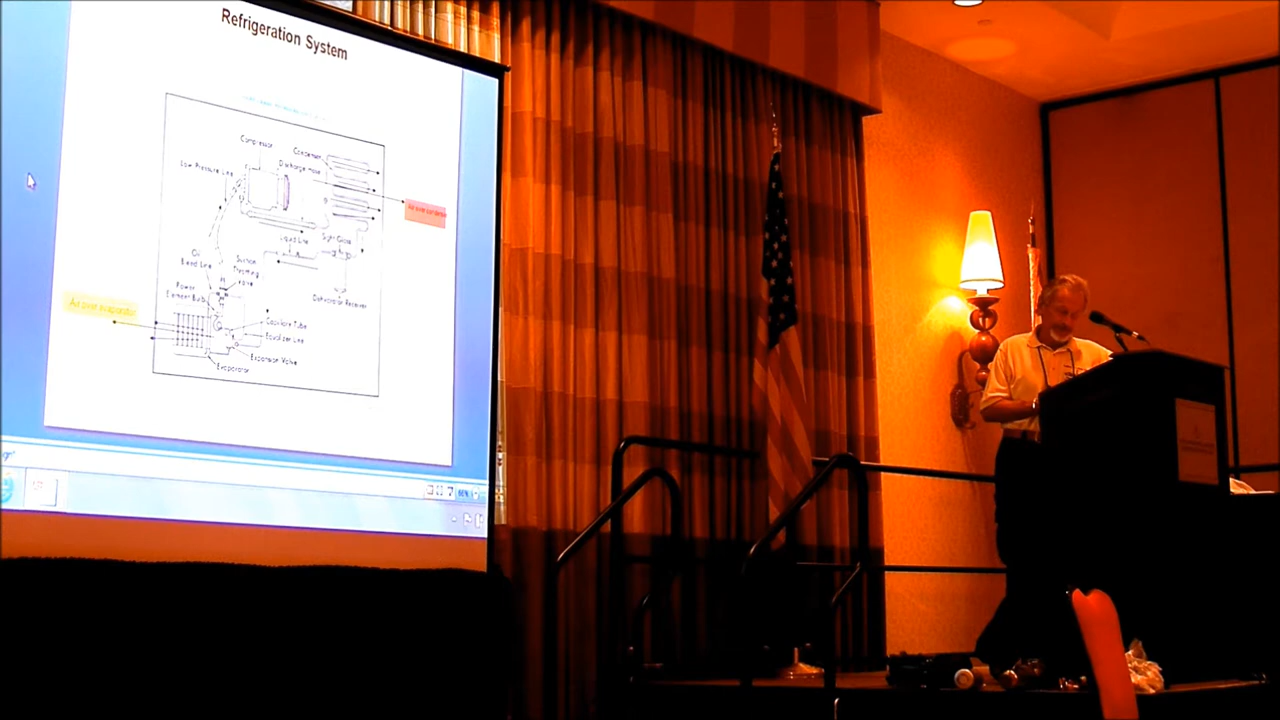 Refrigeration System
Compressor
Condenser
Discharge Hose
Low-Pressure Line
Air over condenser
Liquid Line
Sight Glass
Oil
Bleed Line
Suction
Throttling
Valve
Power
Element Bulb
Dehydrator Receiver
Air over evaporator
Capillary Tube
Equalizer Line
Expansion Valve
Evaporator
66%